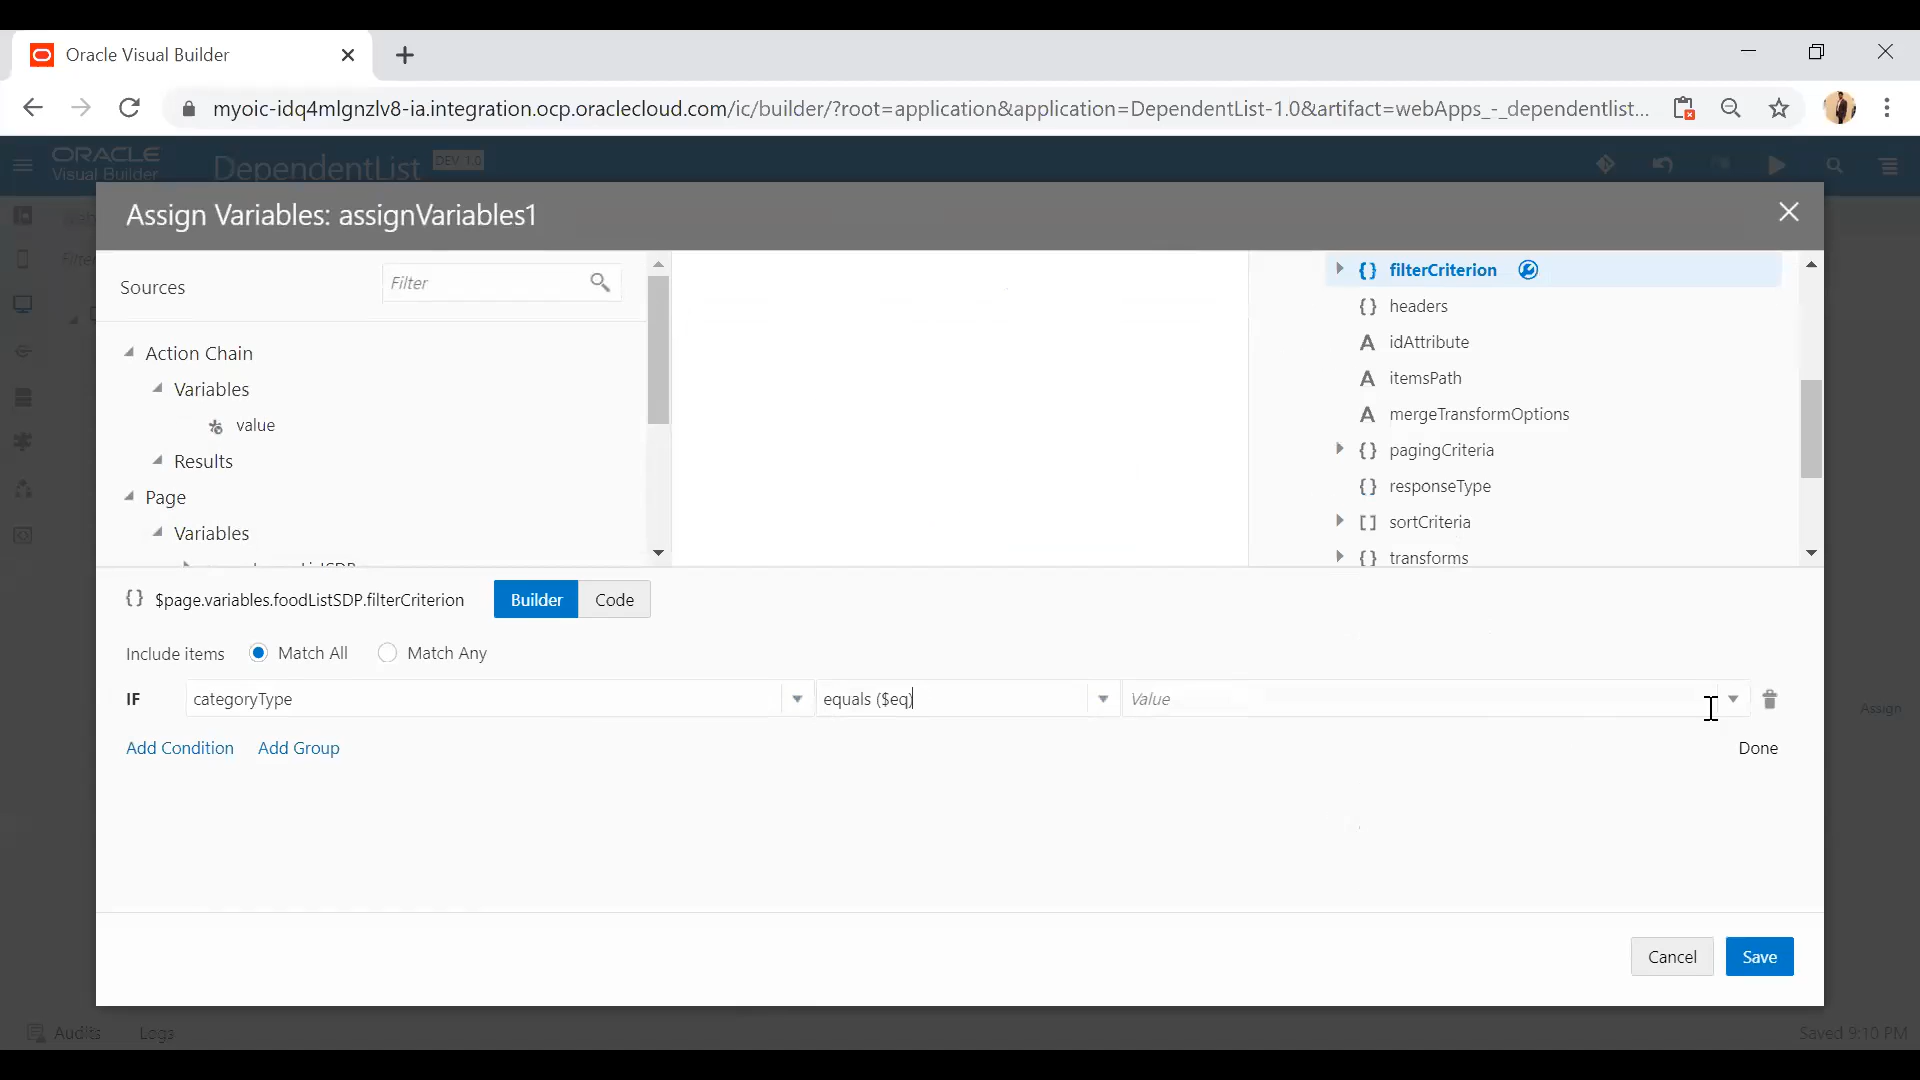 Oracle Visual Builder
myoic-idq4mlgnzlv8-ia.integration.ocp.oraclecloud.com/ic/builder/?root=application&application=DependentList-1.0&artifact=webApps_-_dependentlist...
ORACLE
Visual Builder
DependentList
DEV 1.0
Assign Variables: assignVariables1
Sources
Filter
Action Chain
Variables
value
Results
Page
Variables
filterCriterion
headers
idAttribute
itemsPath
mergeTransformOptions
pagingCriteria
responseType
sortCriteria
transforms
$page.variables.foodListSDP.filterCriterion
Builder
Code
Include items
Match All
Match Any
IF
categoryType
equals ($eq)
Value
Add Condition
Add Group
Done
Assign
Cancel
Save
Audits
Logs
Saved 9:10 PM